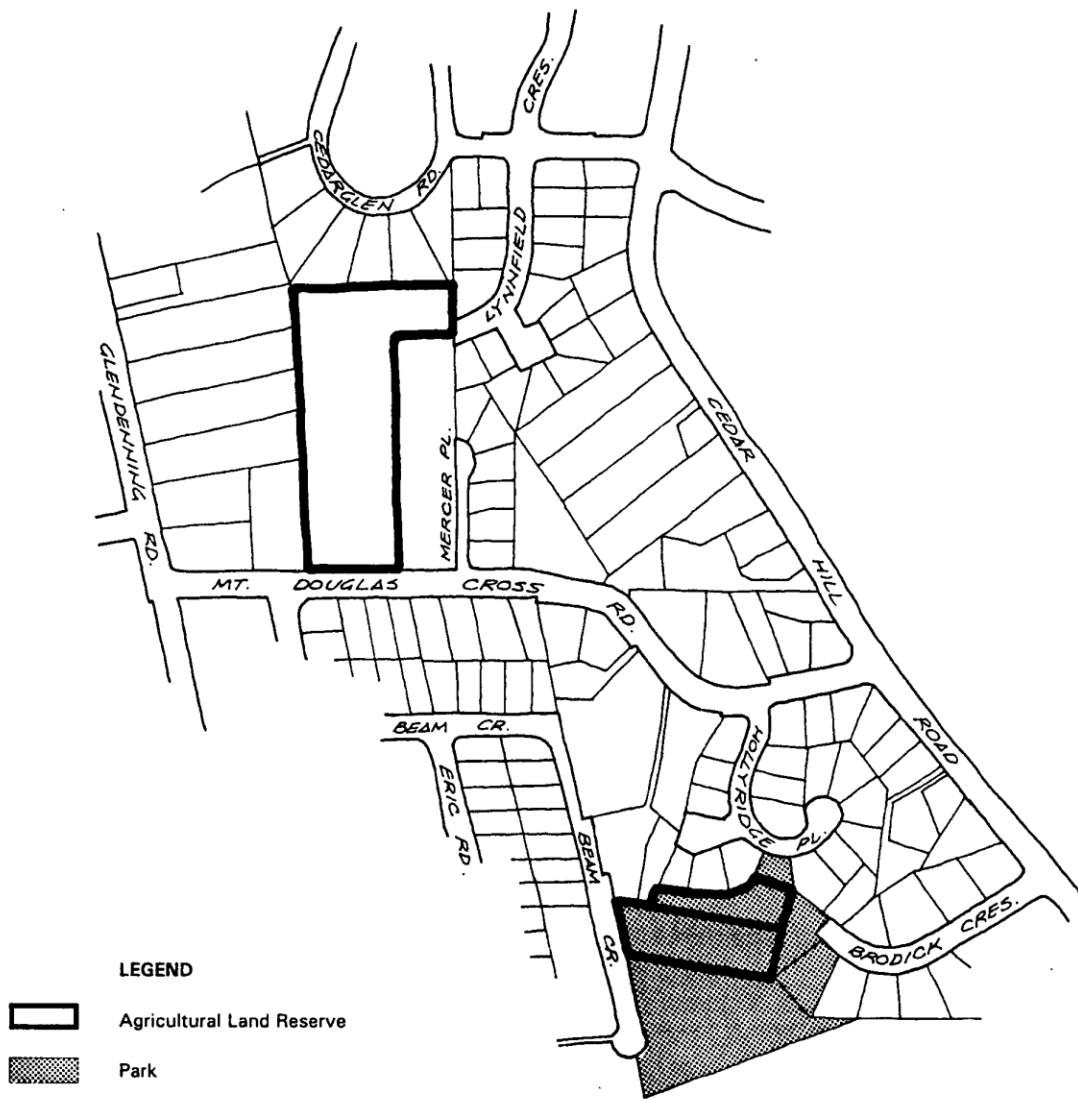 CRES.
CEDARGLEN RD.
LYNNFIELD
GLENDENNING RD.
CEDAR HILL ROAD
MERCER PL.
MT. DOUGLAS CROSS RD.
BEAM CR.
ERIC RD.
HOLLYRIDGE PL.
BEAM CR.
BRODICK CRES.
LEGEND
Agricultural Land Reserve
Park